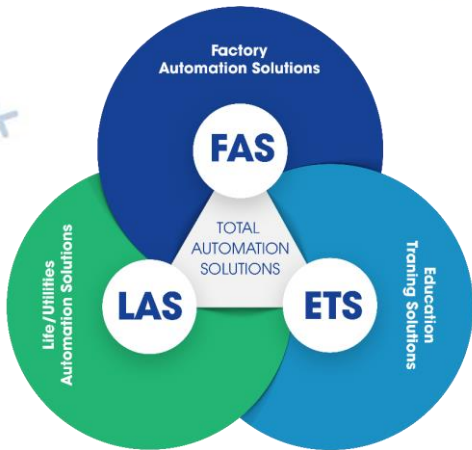 Factory
Automation Solutions
FAS
TOTAL
AUTOMATION
SOLUTIONS
Life/Utilities
Automation Solutions
LAS
ETS
Education
Traning Solutions